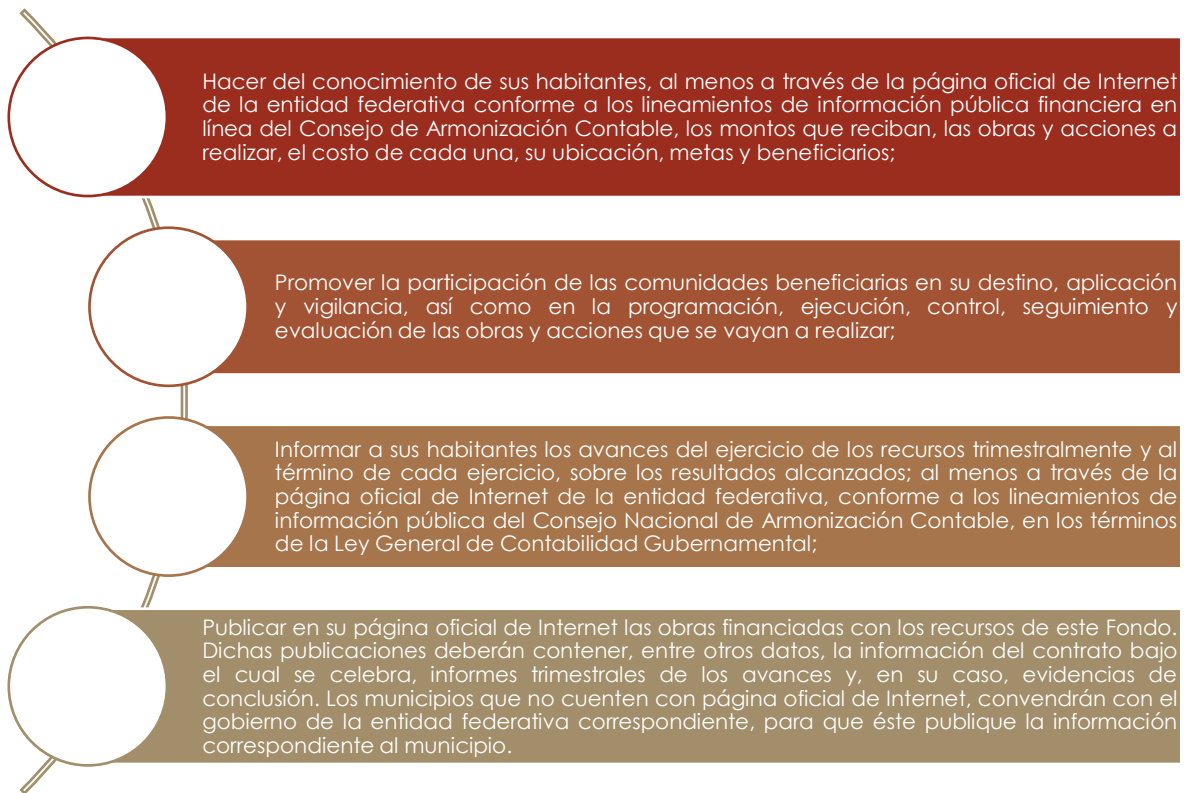 Hacer del conocimiento de sus habitantes, al menos a través de la página oficial de Internet
de la entidad federativa conforme a los lineamientos de información pública financiera en
línea del Consejo de Armonización Contable, los montos que reciban, las obras y acciones a
realizar, el costo de cada una, su ubicación, metas y beneficiarios;
Promover la participación de las comunidades beneficiarias en su destino, aplicación
y vigilancia, así como en la programación, ejecución, control, seguimiento y
evaluación de las obras y acciones que se vayan a realizar;
Informar a sus habitantes los avances del ejercicio de los recursos trimestralmente y al
término de cada ejercicio, sobre los resultados alcanzados; al menos a través de la
página oficial de Internet de la entidad federativa, conforme a los lineamientos de
información pública del Consejo Nacional de Armonización Contable, en los términos
de la Ley General de Contabilidad Gubernamental;
Publicar en su página oficial de Internet las obras financiadas con los recursos de este Fondo.
Dichas publicaciones deberán contener, entre otros datos, la información del contrato bajo
el cual se celebra, informes trimestrales de los avances y, en su caso, evidencias de
conclusión. Los municipios que no cuenten con página oficial de Internet, convendrán con el
gobierno de la entidad federativa correspondiente, para que éste publique la información
correspondiente al municipio.